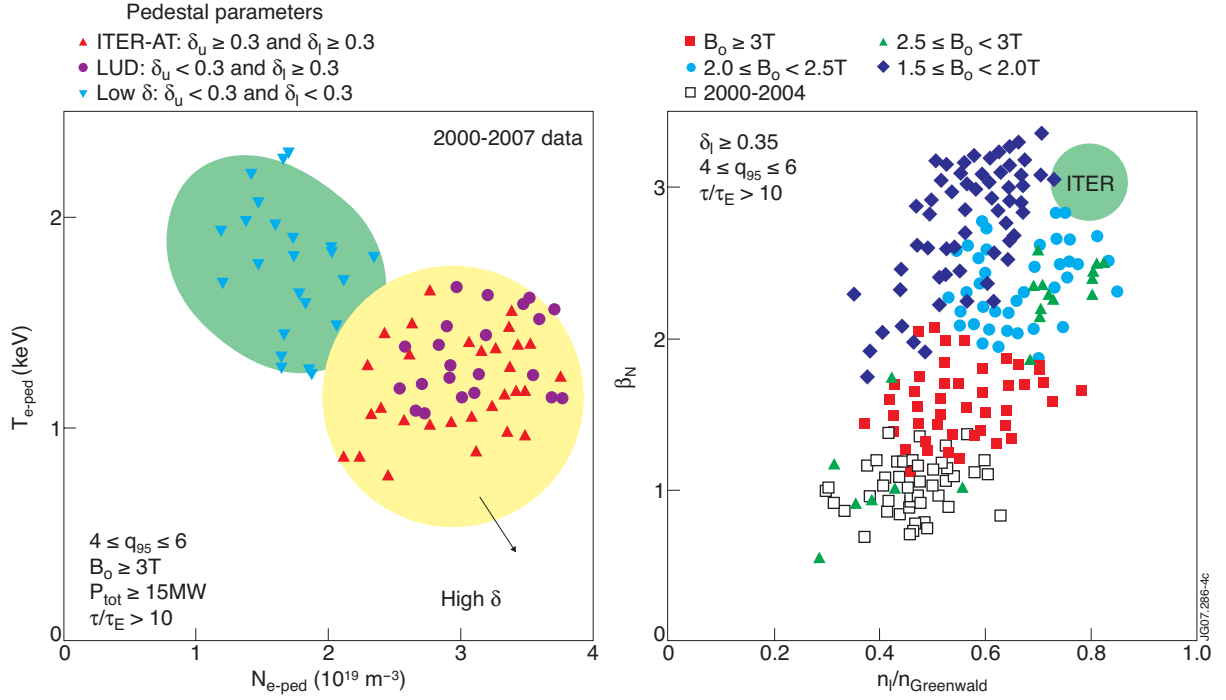 Pedestal parameters
ITER-AT: δu ≥ 0.3 and δl ≥ 0.3
LUD: δu < 0.3 and δl ≥ 0.3
Low δ: δu < 0.3 and δl < 0.3
2000-2007 data
2
1
0
Te-ped (keV)
4 ≤ q95 ≤ 6
Bo ≥ 3T
Ptot ≥ 15MW
τ/τE > 10
High δ
0 1 2 3 4
Ne-ped (10¹⁹ m⁻³)
Bo ≥ 3T
2.5 ≤ Bo < 3T
2.0 ≤ Bo < 2.5T
1.5 ≤ Bo < 2.0T
2000-2004
δl ≥ 0.35
4 ≤ q95 ≤ 6
τ/τE > 10
ITER
3
2
1
0
βN
0 0.2 0.4 0.6 0.8 1.0
nl/nGreenwald
JG07.286-4c